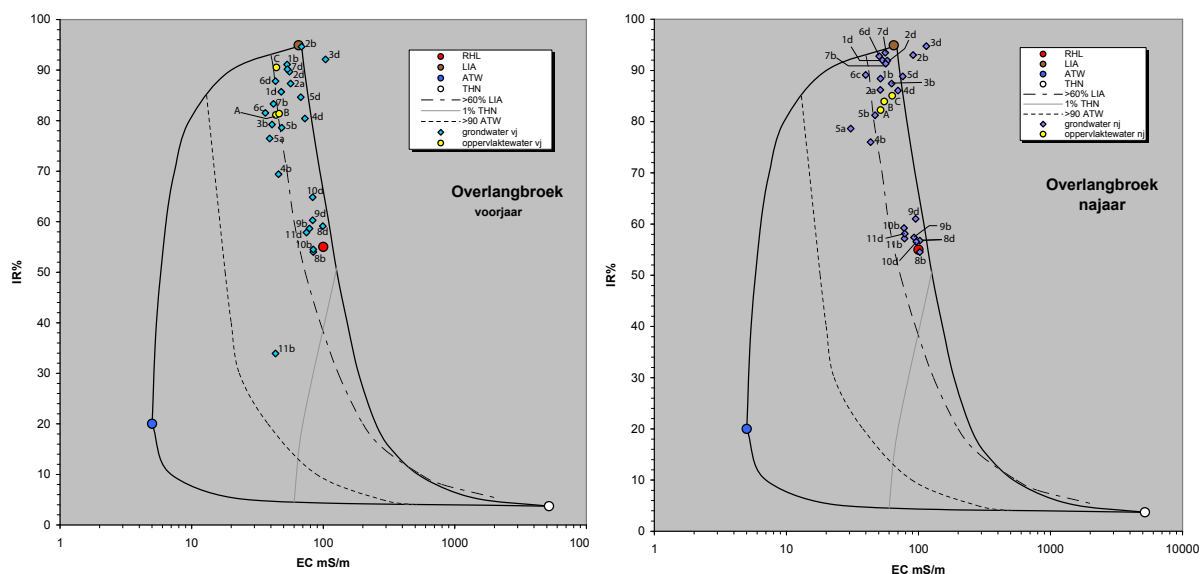 100
90
80
70
60
50
40
30
20
10
0
IR%
1 10 100 1000 100
EC mS/m
RHL
LIA
ATW
THN
>60% LIA
1% THN
>90 ATW
grondwater vj
oppervlaktewater vj
Overlangbroek
voorjaar
2b
3d
C
1b
7d
2d
6d
2a
1d
5d
7b
6c
A
B
4d
3b
5b
5a
4b
10d
9d
9b
8d
11d
10b
8b
11b
100
90
80
70
60
50
40
30
20
10
0
IR%
1 10 100 1000 10000
EC mS/m
RHL
LIA
ATW
THN
>60% LIA
1% THN
>90 ATW
grondwater nj
oppervlaktewater nj
Overlangbroek
najaar
6d 7d
1d
2d
3d
7b
2b
6c
1b
5d
3b
2a
4d
C
B
A
5a
4b
9d
10b
9b
11d
8d
11b
10d
8b